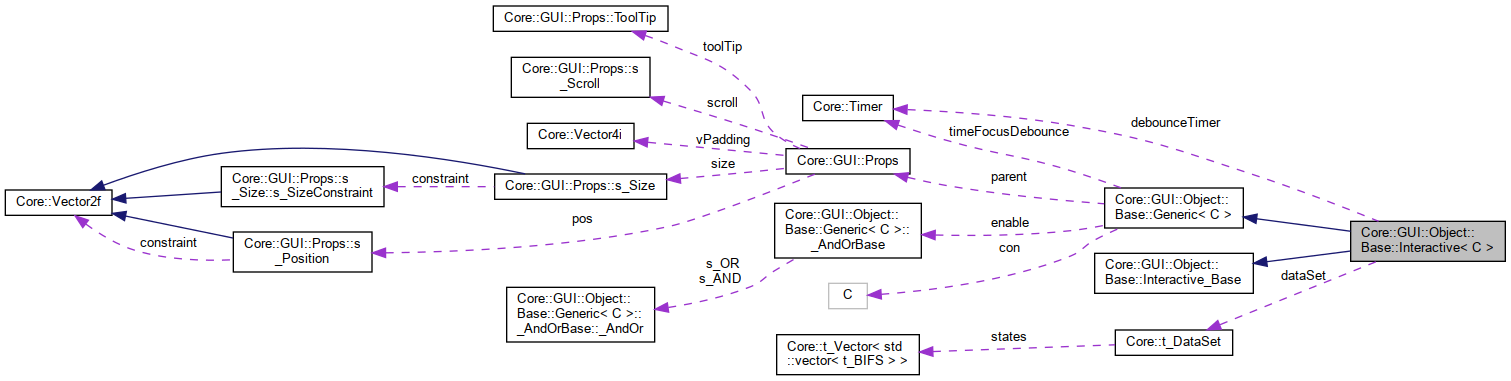 Core::GUI::Props::ToolTip
toolTip
Core::GUI::Props::s
_Scroll
scroll
Core::Timer
debounceTimer
timeFocusDebounce
Core::Vector4i
vPadding
Core::GUI::Props
size
parent
Core::GUI::Props::s
_Size::s_SizeConstraint
constraint
Core::GUI::Props::s_Size
Core::Vector2f
pos
Core::GUI::Object::
Base::Generic< C >
Core::GUI::Object::
Base::Generic< C >::
_AndOrBase
enable
con
Core::GUI::Object::
Base::Interactive< C >
constraint
Core::GUI::Props::s
_Position
s_OR
s_AND
Core::GUI::Object::
Base::Interactive_Base
dataSet
C
Core::GUI::Object::
Base::Generic< C >::
_AndOrBase::_AndOr
Core::t_Vector< std
::vector< t_BIFS > >
states
Core::t_DataSet